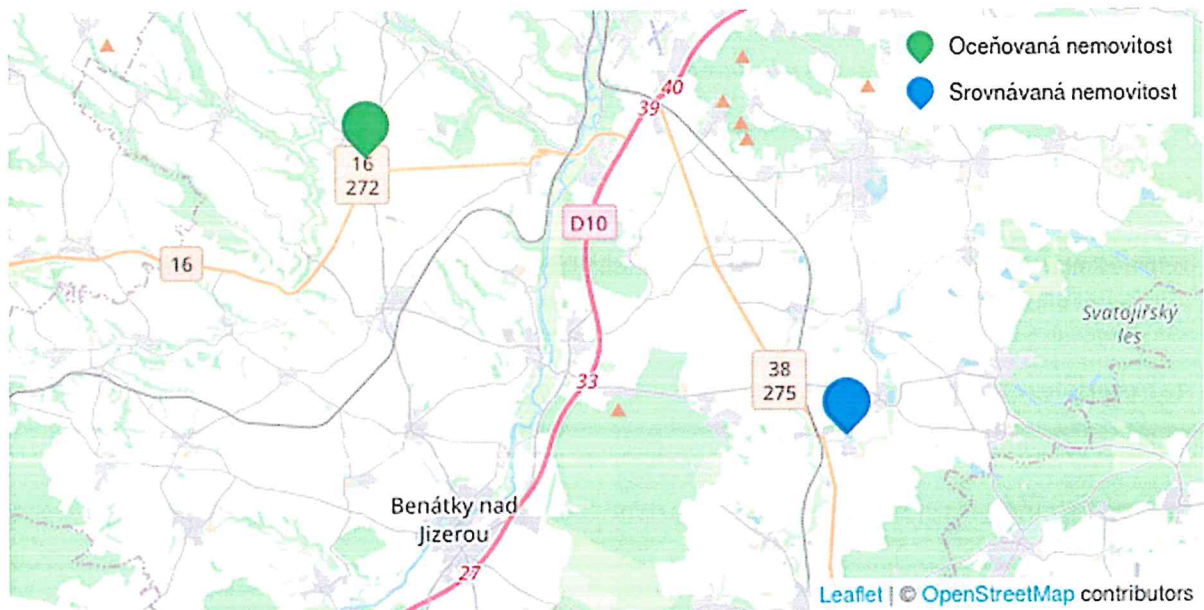 Oceňovaná nemovitost
Srovnávaná nemovitost
40
39
16
272
D10
16
Svatojiřský
les
38
275
33
Benátky nad
Jizerou
27
Leaflet | © OpenStreetMap contributors